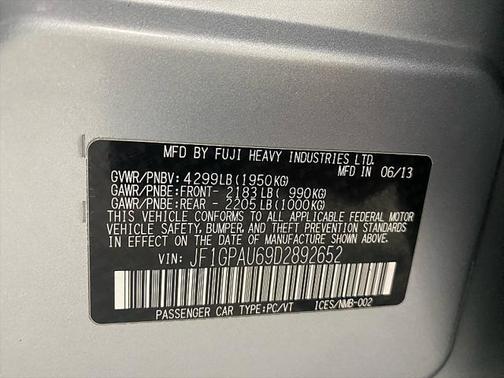 MFD BY FUJI HEAVY INDUSTRIES LTD.
MFD IN 06/13
GVWR/PNBV: 4299LB(1950KG)
GAWR/PNBE:FRONT- 2183 LB( 990KG)
GAWR/PNBE:REAR - 2205 LB(1000KG)
THIS VEHICLE CONFORMS TO ALL APPLICABLE FEDERAL MOTOR
VEHICLE SAFETY, BUMPER, AND THEFT PREVENTION STANDARDS IN
EFFECT ON THE DATE OF MANUFACTURE SHOWN ABOVE.
VIN: JF1GPAU69D2892652
PASSENGER CAR TYPE:PC/VT ICES/NMB-002